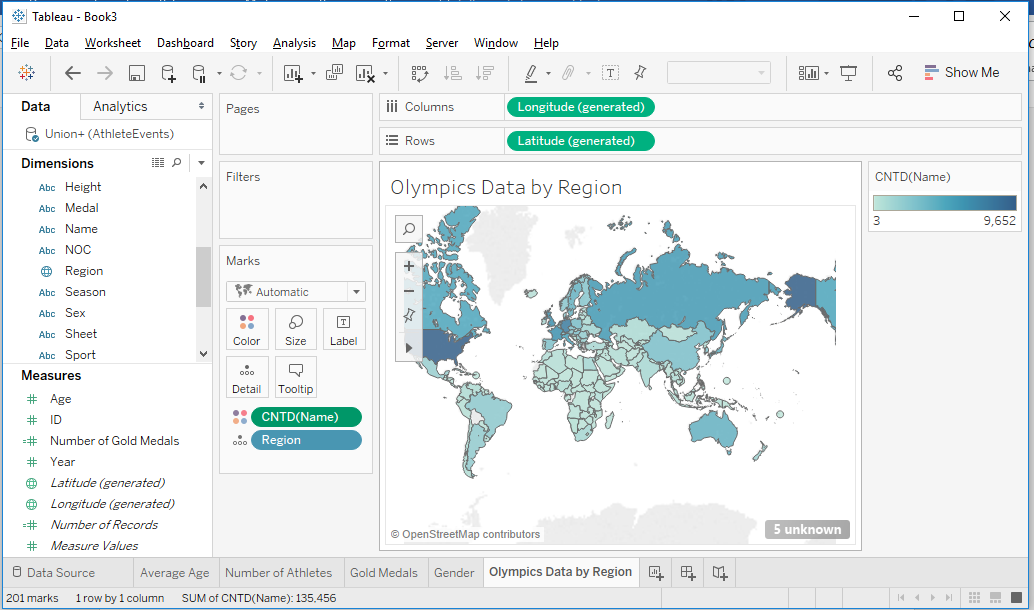 Tableau - Book3
File Data Worksheet Dashboard Story Analysis Map Format Server Window Help
Show Me
Data Analytics
Union+ (AthleteEvents)
Dimensions
Abc Height
Abc Medal
Abc Name
Abc NOC
Region
Abc Season
Abc Sex
Abc Sheet
Abc Sport
Measures
# Age
# ID
=# Number of Gold Medals
# Year
Latitude (generated)
Longitude (generated)
=# Number of Records
# Measure Values
Pages
Filters
Marks
Automatic
Color Size Label
Detail Tooltip
CNTD(Name)
Region
Columns Longitude (generated)
Rows Latitude (generated)
Olympics Data by Region
© OpenStreetMap contributors
5 unknown
CNTD(Name)
3 9,652
Data Source Average Age Number of Athletes Gold Medals Gender Olympics Data by Region
201 marks 1 row by 1 column SUM of CNTD(Name): 135,456